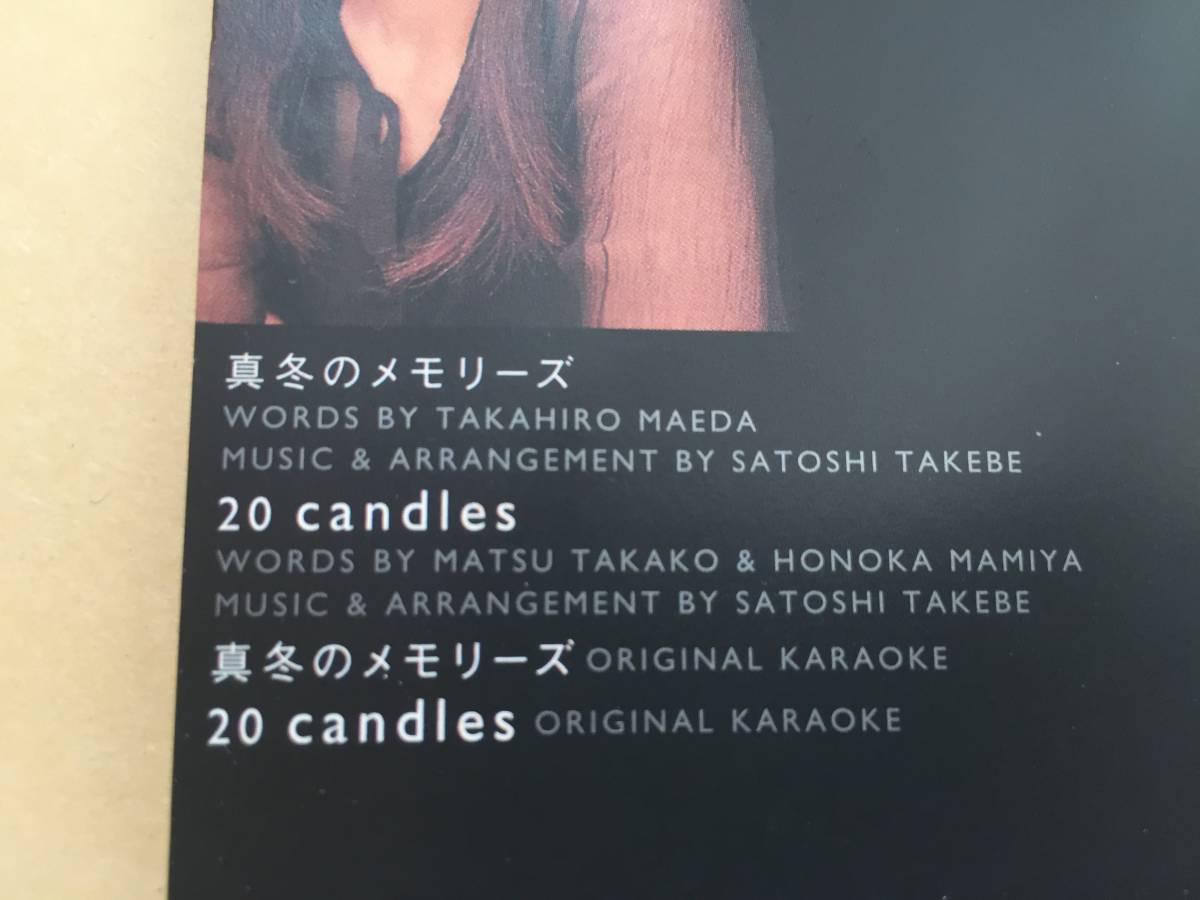 真冬のメモリーズ
WORDS BY TAKAHIRO MAEDA
MUSIC & ARRANGEMENT BY SATOSHI TAKEBE
20 candles
WORDS BY MATSU TAKAKO & HONOKA MAMIYA
MUSIC & ARRANGEMENT BY SATOSHI TAKEBE
真冬のメモリーズ ORIGINAL KARAOKE
20 candles ORIGINAL KARAOKE